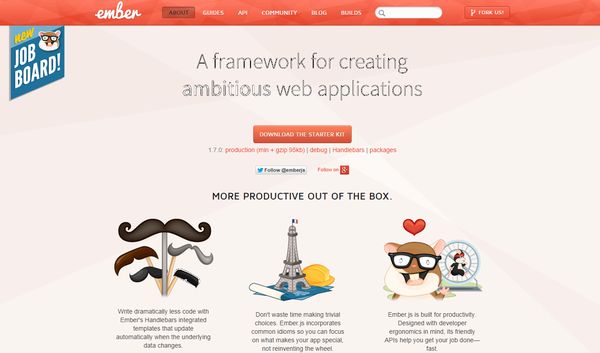 ember
ABOUT GUIDES API COMMUNITY BLOG BUILDS FORK US!
new
JOB
BOARD!
A framework for creating
ambitious web applications
DOWNLOAD THE STARTER KIT
1.7.0: production (min + gzip 95kb) | debug | Handlebars | packages
Follow @emberjs Follow on g
MORE PRODUCTIVE OUT OF THE BOX.
Write dramatically less code with
Ember's Handlebars integrated
templates that update
automatically when the underlying
data changes.
Don't waste time making trivial
choices. Ember.js incorporates
common idioms so you can focus
on what makes your app special,
not reinventing the wheel.
Ember.js is built for productivity.
Designed with developer
ergonomics in mind, its friendly
APIs help you get your job done—
fast.